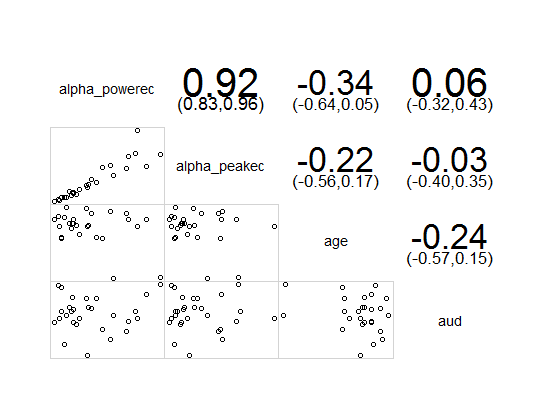 alpha_powerec 0.92 -0.34 0.06
(0.83,0.96) (-0.64,0.05) (-0.32,0.43)
alpha_peakec -0.22 -0.03
(-0.56,0.17) (-0.40,0.35)
age -0.24
(-0.57,0.15)
aud